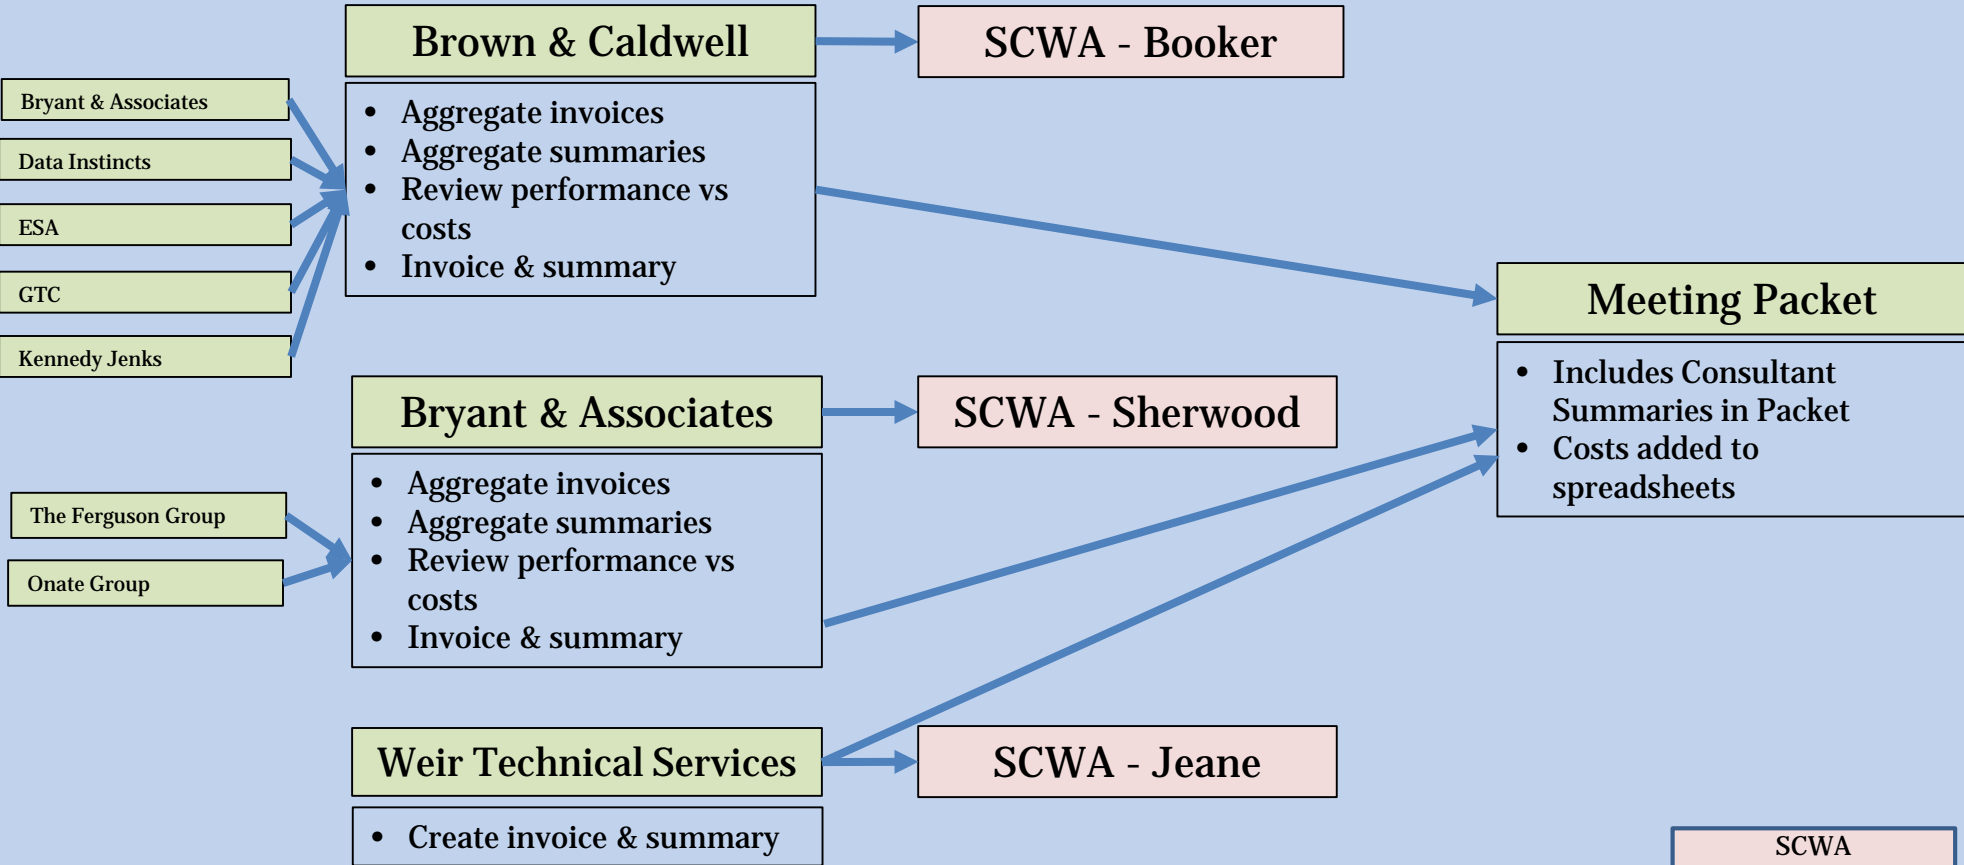 Brown & Caldwell
SCWA - Booker
Bryant & Associates
Data Instincts
ESA
GTC
Kennedy Jenks
• Aggregate invoices
• Aggregate summaries
• Review performance vs
costs
• Invoice & summary
Meeting Packet
• Includes Consultant
Summaries in Packet
• Costs added to
spreadsheets
Bryant & Associates
SCWA - Sherwood
The Ferguson Group
Onate Group
• Aggregate invoices
• Aggregate summaries
• Review performance vs
costs
• Invoice & summary
Weir Technical Services
SCWA - Jeane
• Create invoice & summary
SCWA